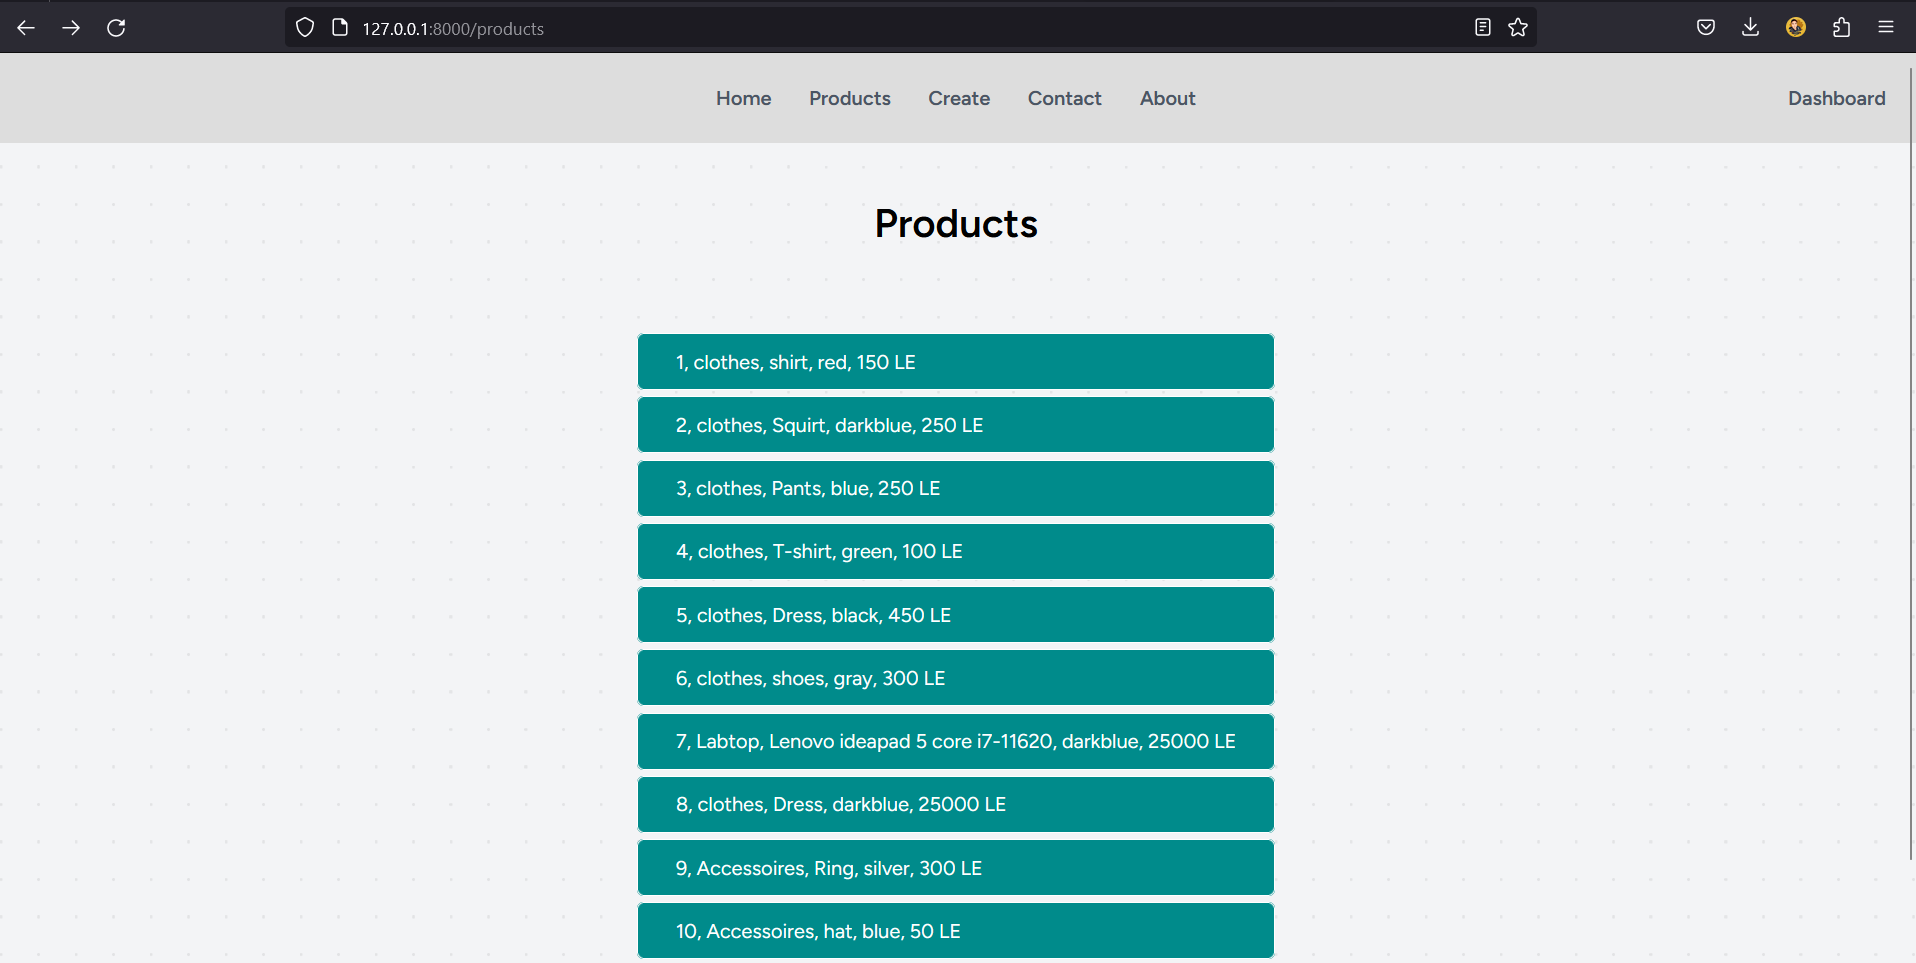 127.0.0.1:8000/products
Home Products Create Contact About Dashboard
Products
1, clothes, shirt, red, 150 LE
2, clothes, Squirt, darkblue, 250 LE
3, clothes, Pants, blue, 250 LE
4, clothes, T-shirt, green, 100 LE
5, clothes, Dress, black, 450 LE
6, clothes, shoes, gray, 300 LE
7, Labtop, Lenovo ideapad 5 core i7-11620, darkblue, 25000 LE
8, clothes, Dress, darkblue, 25000 LE
9, Accessoires, Ring, silver, 300 LE
10, Accessoires, hat, blue, 50 LE